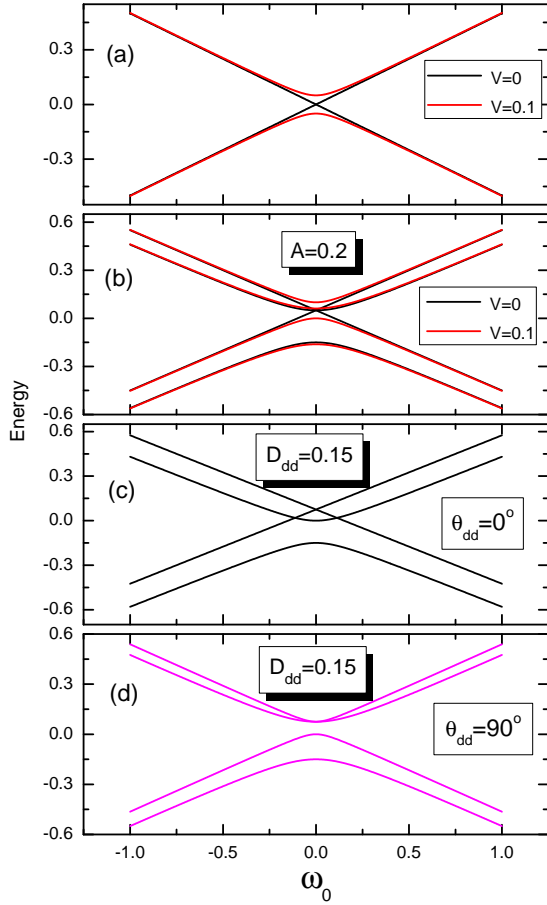 (a)
V=0
V=0.1
0.3
0.0
-0.3
A=0.2
(b)
V=0
V=0.1
0.6
0.3
0.0
-0.3
-0.6
Energy
D_dd=0.15
(c)
θ_dd=0°
0.6
0.3
0.0
-0.3
-0.6
D_dd=0.15
(d)
θ_dd=90°
0.6
0.3
0.0
-0.3
-0.6
-1.0 -0.5 0.0 0.5 1.0
ω_0